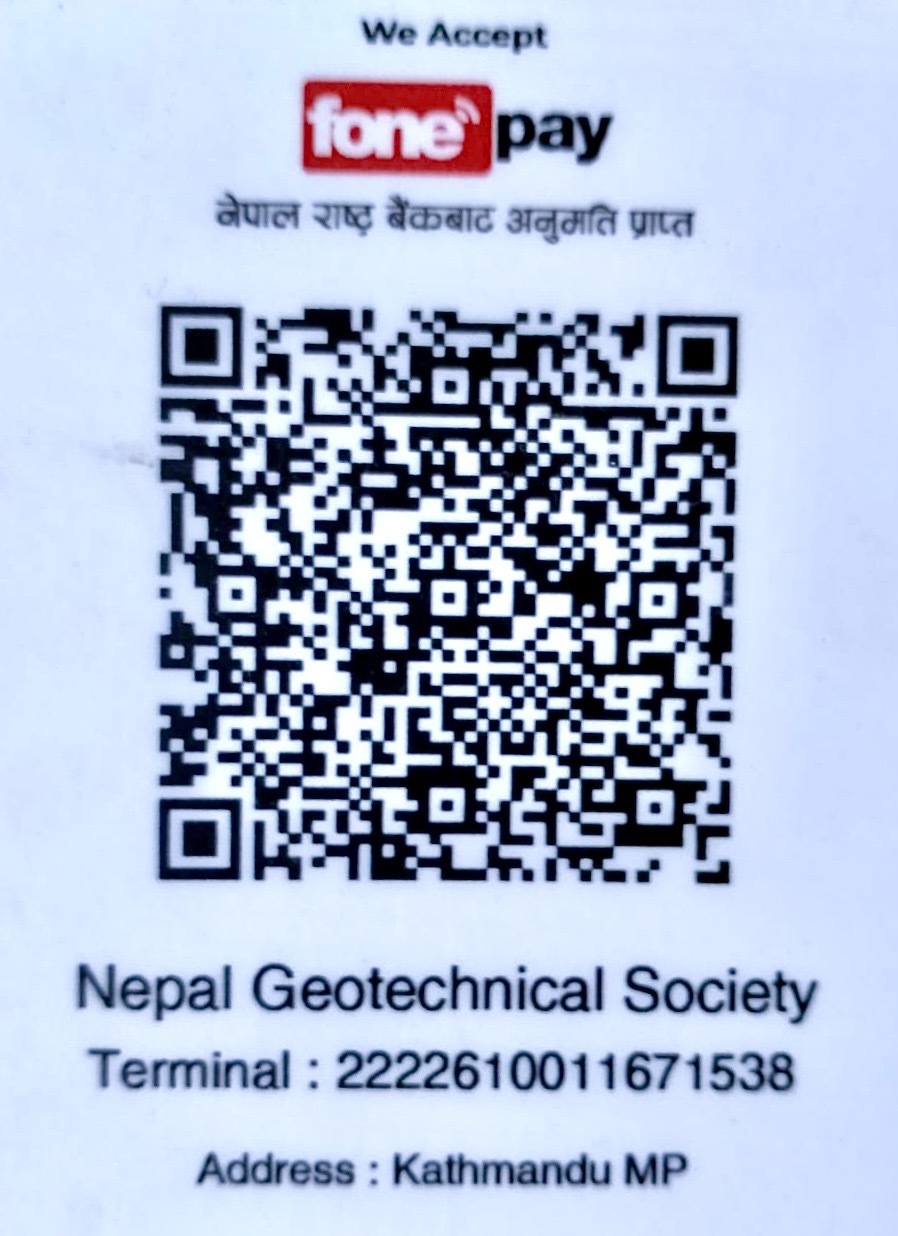 We Accept
fonepay
नेपाल राष्ट्र बैंकबाट अनुमति प्राप्त
Nepal Geotechnical Society
Terminal : 2222610011671538
Address : Kathmandu MP